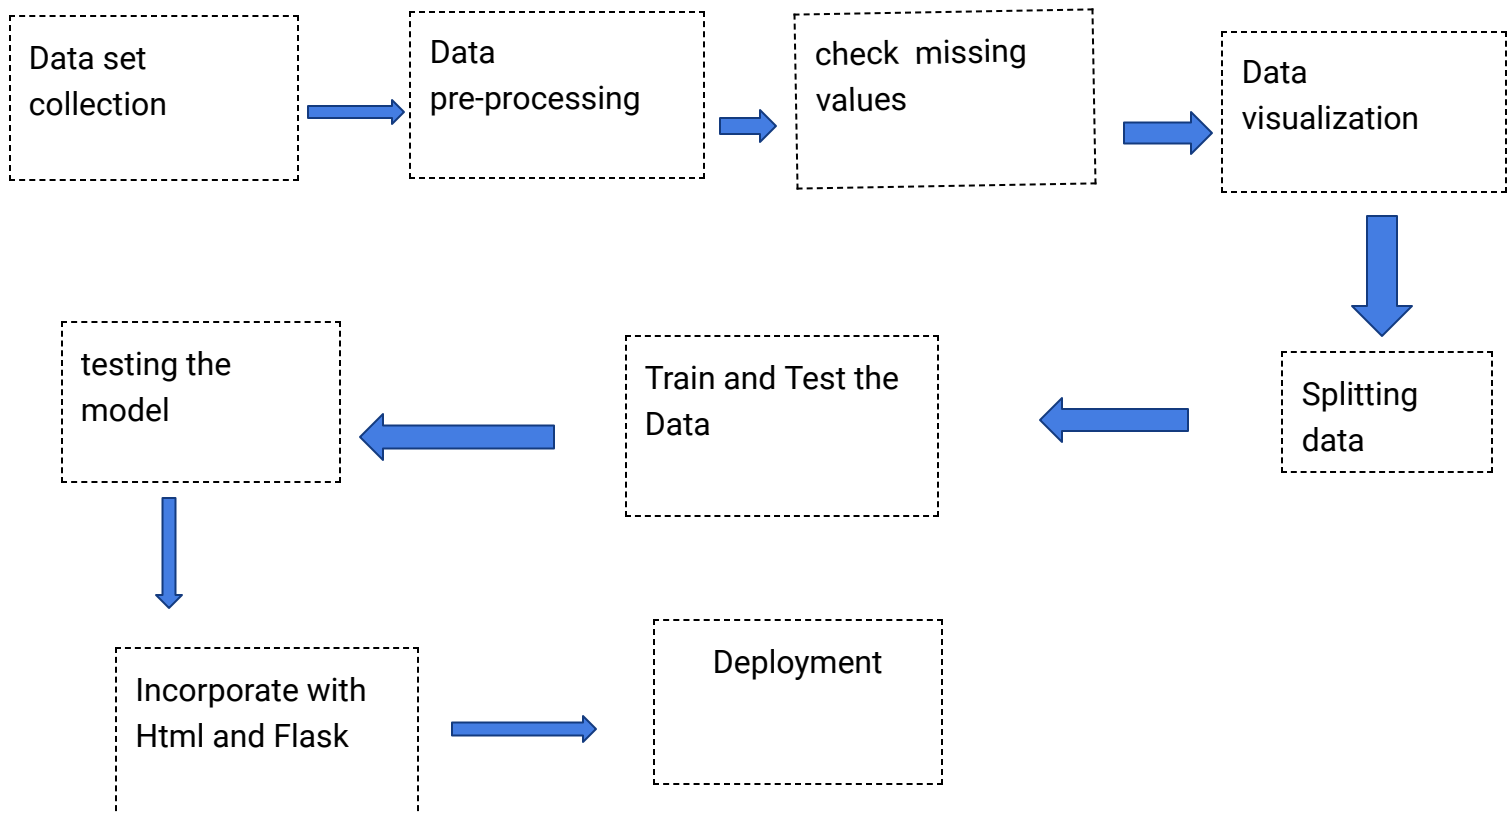 Data set
collection
Data
pre-processing
check  missing
values
Data
visualization
Splitting
data
Train and Test the
Data
testing the
model
Incorporate with
Html and Flask
Deployment